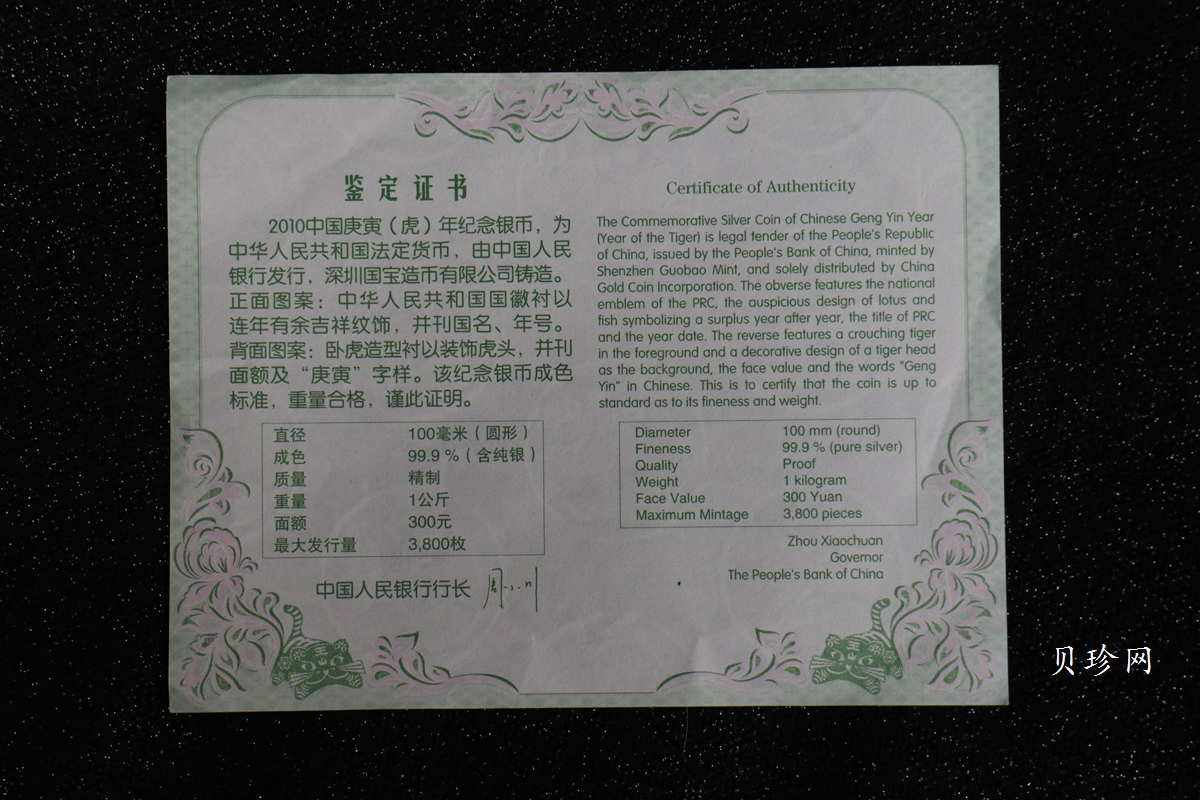 鉴定证书
2010中国庚寅（虎）年纪念银币，为
中华人民共和国法定货币，由中国人民
银行发行，深圳国宝造币有限公司铸造。
正面图案：中华人民共和国国徽衬以
连年有余吉祥纹饰，并刊国名、年号。
背面图案：卧虎造型衬以装饰虎头，并刊
面额及“庚寅”字样。该纪念银币成色
标准，重量合格，谨此证明。
直径 100毫米（圆形）
成色 99.9 %（含纯银）
质量 精制
重量 1公斤
面额 300元
最大发行量 3,800枚
中国人民银行行长
Certificate of Authenticity
The Commemorative Silver Coin of Chinese Geng Yin Year
(Year of the Tiger) is legal tender of the People's Republic
of China, issued by the People's Bank of China, minted by
Shenzhen Guobao Mint, and solely distributed by China
Gold Coin Incorporation. The obverse features the national
emblem of the PRC, the auspicious design of lotus and
fish symbolizing a surplus year after year, the title of PRC
and the year date. The reverse features a crouching tiger
in the foreground and a decorative design of a tiger head
as the background, the face value and the words "Geng
Yin" in Chinese. This is to certify that the coin is up to
standard as to its fineness and weight.
Diameter 100 mm (round)
Fineness 99.9 % (pure silver)
Quality Proof
Weight 1 kilogram
Face Value 300 Yuan
Maximum Mintage 3,800 pieces
Zhou Xiaochuan
Governor
The People's Bank of China
贝珍网